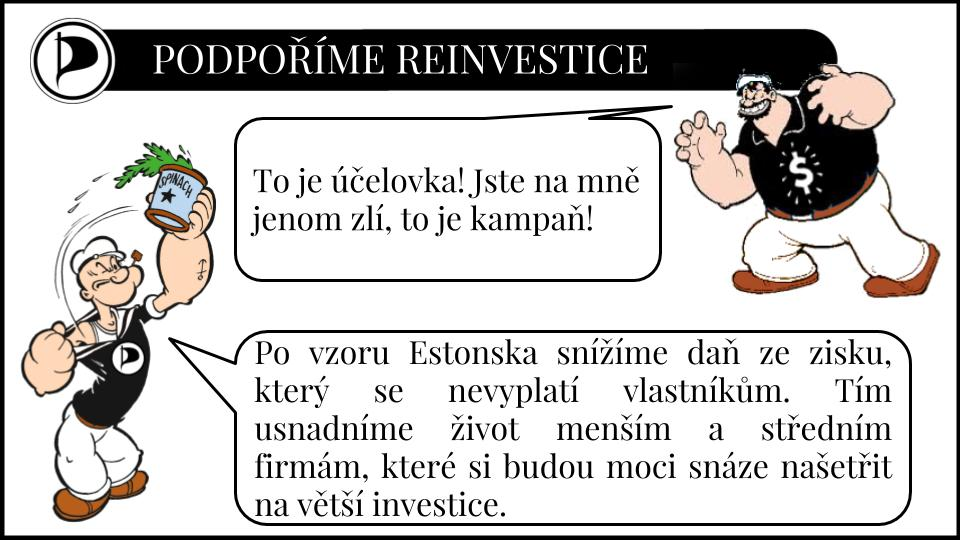 PODPOŘÍME REINVESTICE
To je účelovka! Jste na mně
jenom zlí, to je kampaň!
$
SPINACH
Po vzoru Estonska snížíme daň ze zisku,
který se nevyplatí vlastníkům. Tím
usnadníme život menším a středním
firmám, které si budou moci snáze našetřit
na větší investice.